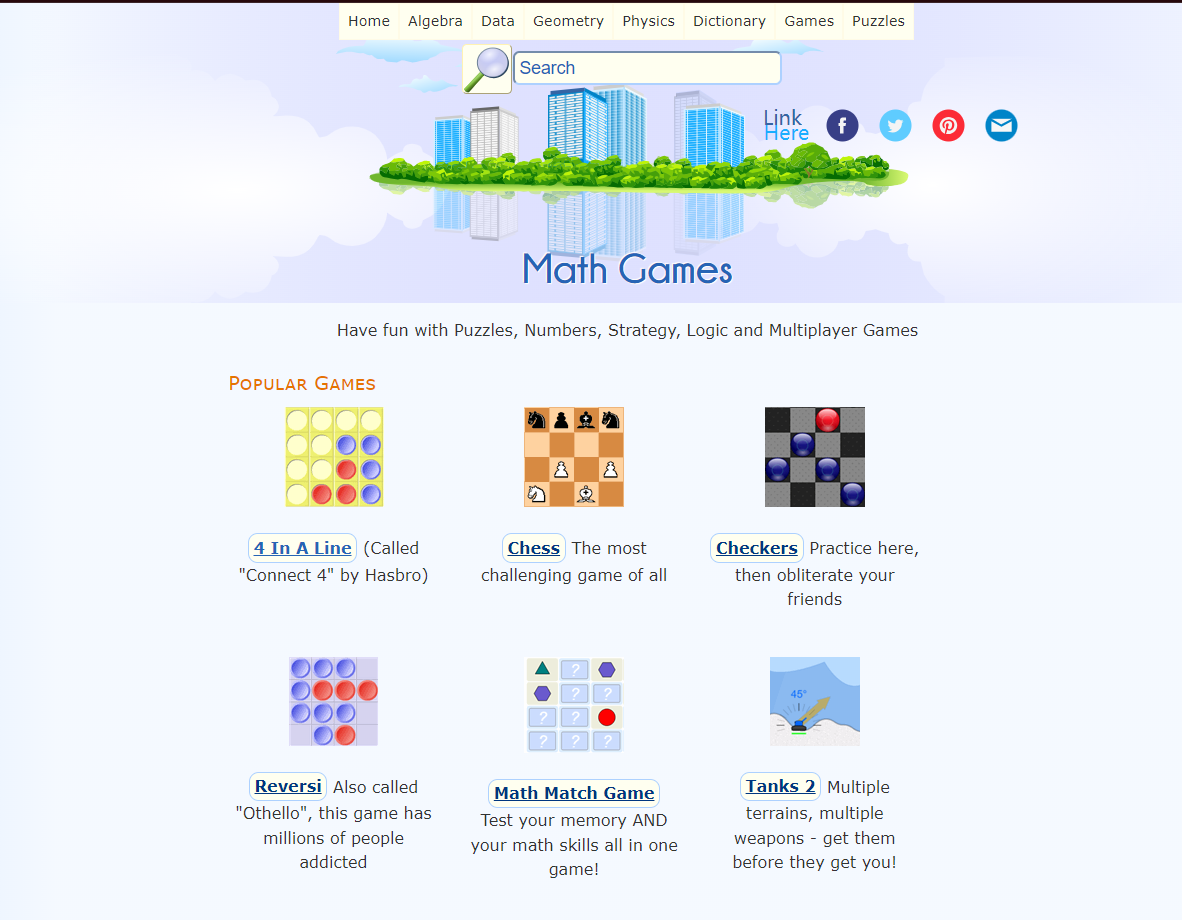 Home Algebra Data Geometry Physics Dictionary Games Puzzles
Search
Link
Here
Math Games
Have fun with Puzzles, Numbers, Strategy, Logic and Multiplayer Games
Popular Games
4 In A Line (Called
"Connect 4" by Hasbro)
Chess The most
challenging game of all
Checkers Practice here,
then obliterate your
friends
45°
Reversi Also called
"Othello", this game has
millions of people
addicted
? 
? ?
? ?
? ? ?
Math Match Game
Test your memory AND
your math skills all in one
game!
Tanks 2 Multiple
terrains, multiple
weapons - get them
before they get you!